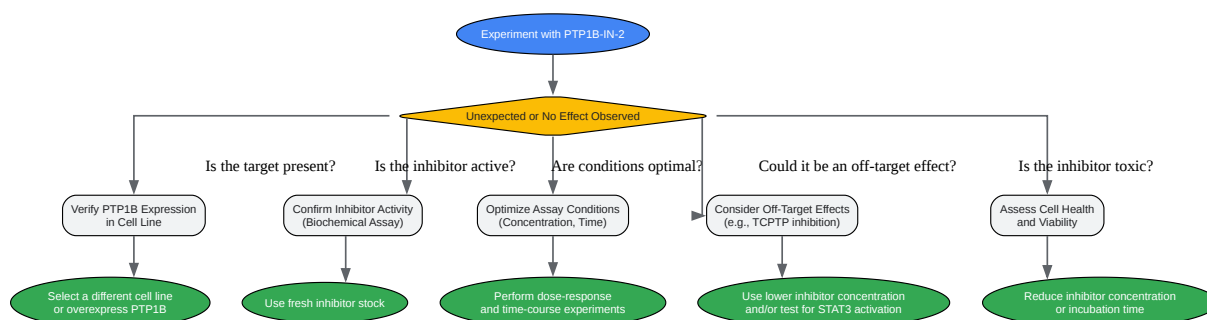 Experiment with PTP1B-IN-2
Unexpected or No Effect Observed
Is the target present?
Is the inhibitor active?
Are conditions optimal?
Could it be an off-target effect?
Is the inhibitor toxic?
Verify PTP1B Expression
in Cell Line
Confirm Inhibitor Activity
(Biochemical Assay)
Optimize Assay Conditions
(Concentration, Time)
Consider Off-Target Effects
(e.g., TCPTP inhibition)
Assess Cell Health
and Viability
Select a different cell line
or overexpress PTP1B
Use fresh inhibitor stock
Perform dose-response
and time-course experiments
Use lower inhibitor concentration
and/or test for STAT3 activation
Reduce inhibitor concentration
or incubation time